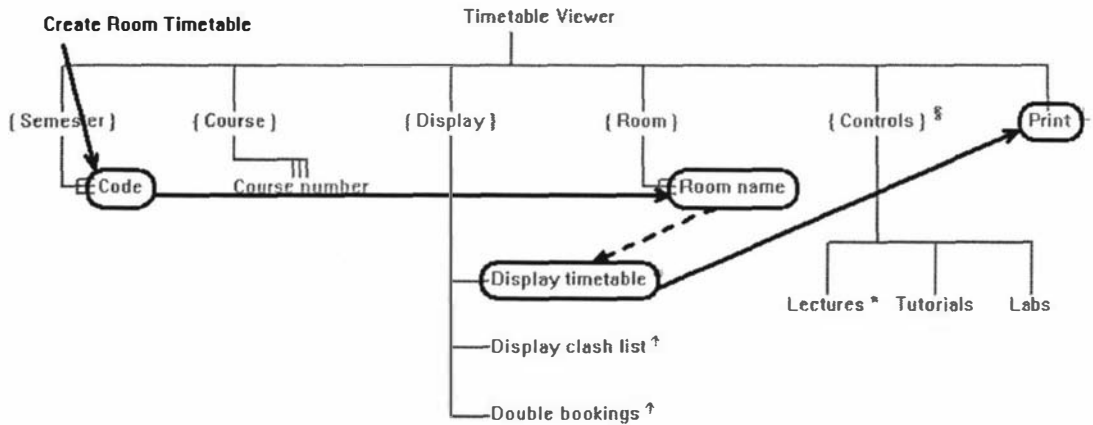 Timetable Viewer
Create Room Timetable
{ Semester } { Course } { Display } { Room } { Controls } § Print
Code Course number Room name
Display timetable
Lectures * Tutorials Labs
Display clash list ↑
Double bookings ↑